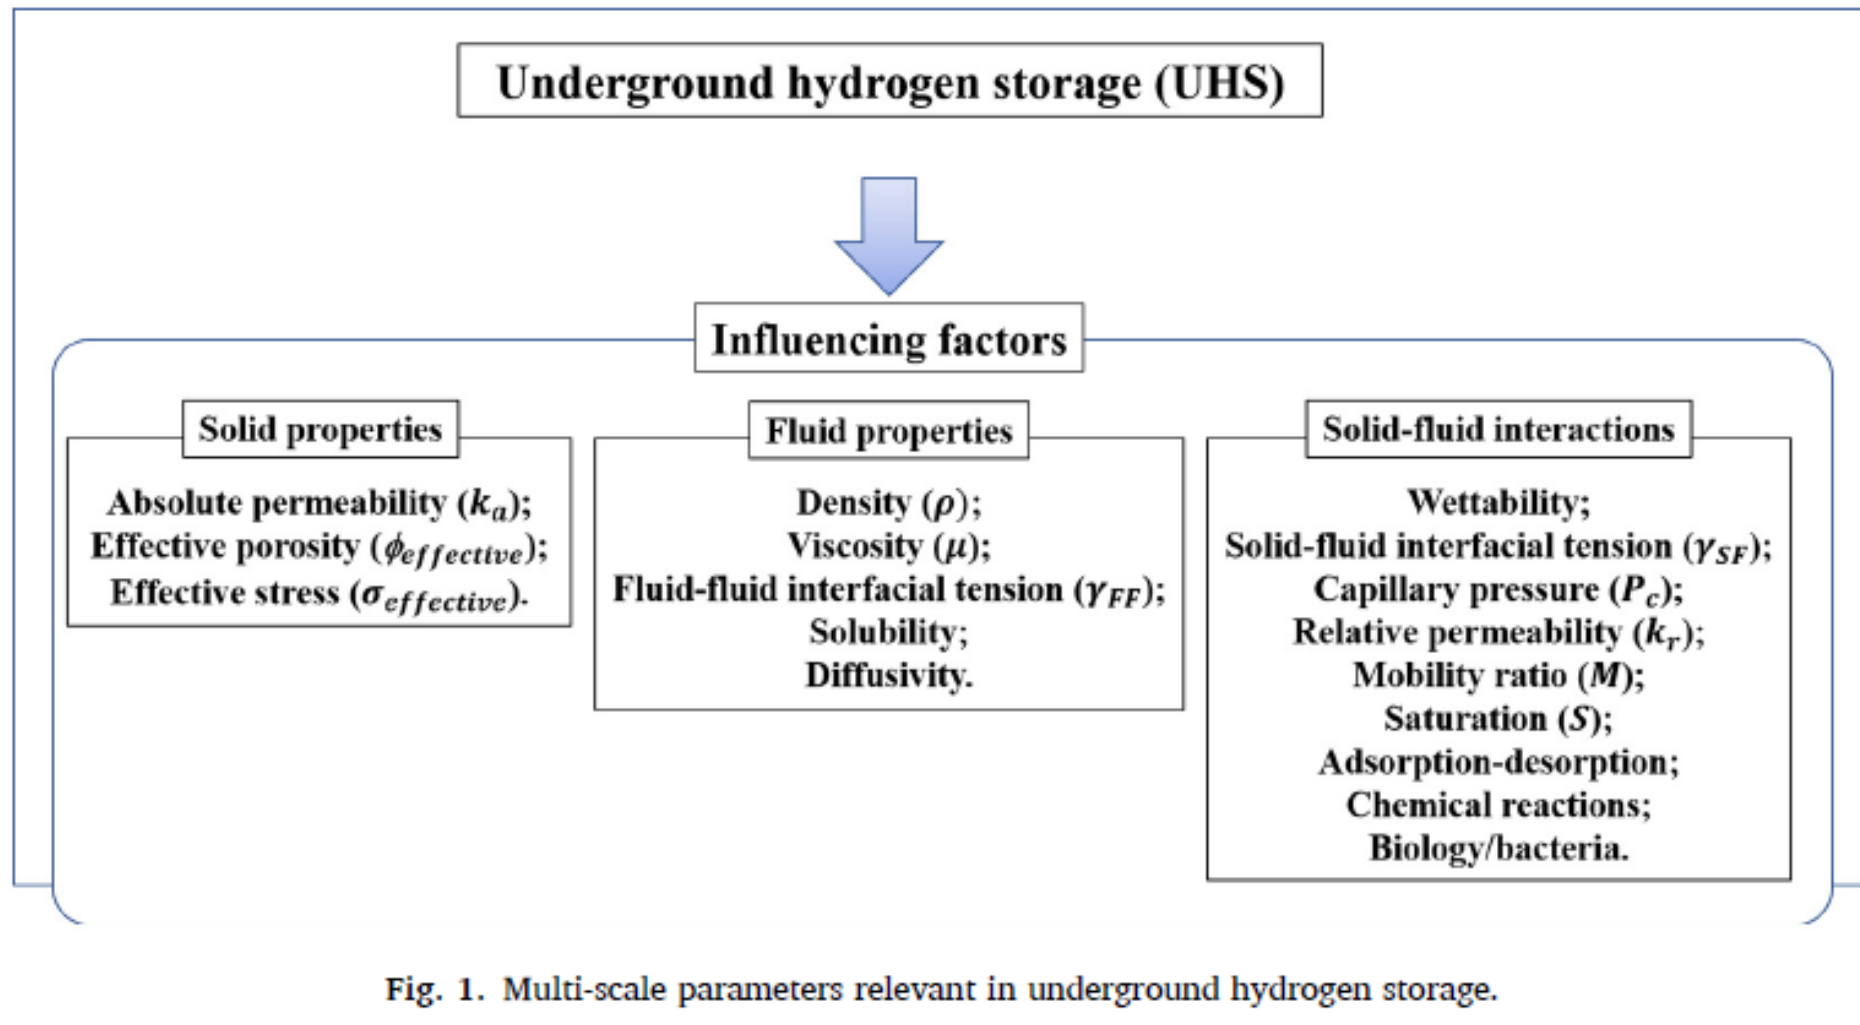 Underground hydrogen storage (UHS)
Influencing factors
Solid properties
Absolute permeability (k_a);
Effective porosity (ϕ_effective);
Effective stress (σ_effective).
Fluid properties
Density (ρ);
Viscosity (μ);
Fluid-fluid interfacial tension (γ_FF);
Solubility;
Diffusivity.
Solid-fluid interactions
Wettability;
Solid-fluid interfacial tension (γ_SF);
Capillary pressure (P_c);
Relative permeability (k_r);
Mobility ratio (M);
Saturation (S);
Adsorption-desorption;
Chemical reactions;
Biology/bacteria.
Fig. 1. Multi-scale parameters relevant in underground hydrogen storage.